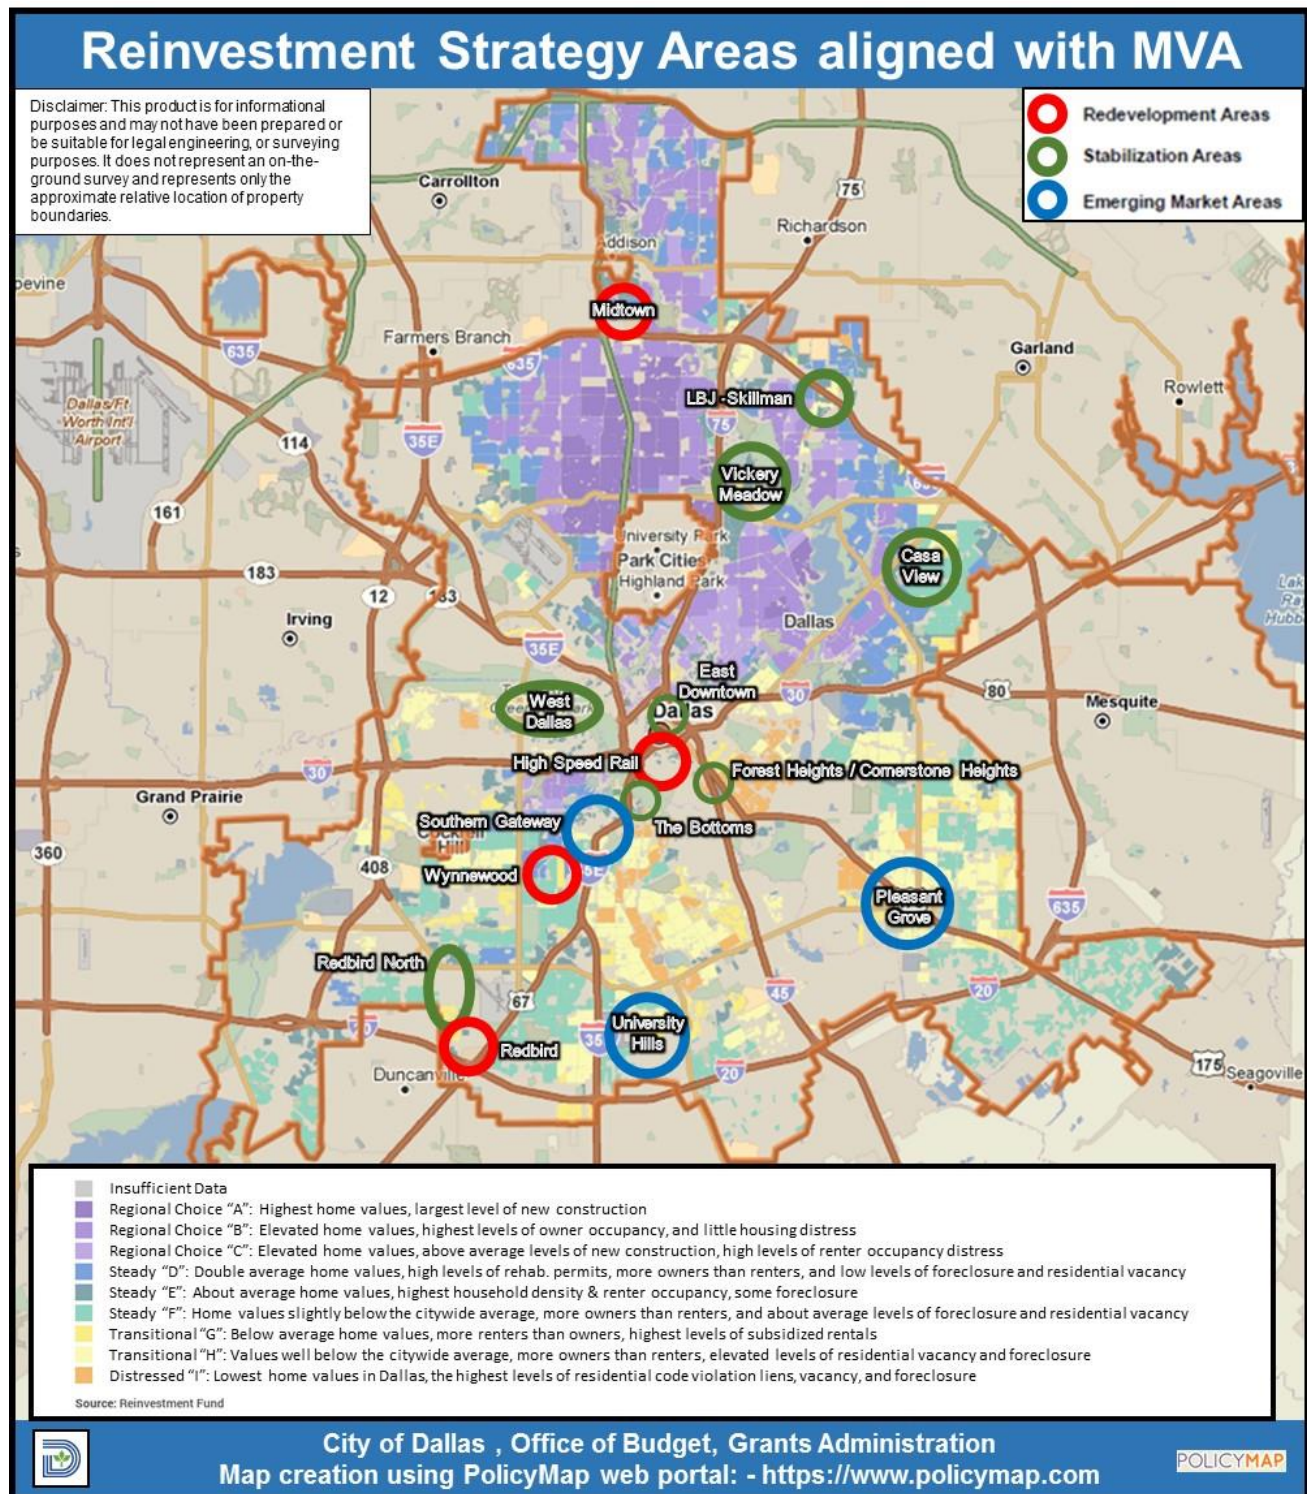 Reinvestment Strategy Areas aligned with MVA
Disclaimer: This product is for informational
purposes and may not have been prepared or
be suitable for legal engineering, or surveying
purposes. It does not represent an on-the-
ground survey and represents only the
approximate relative location of property
boundaries.
Redevelopment Areas
Stabilization Areas
Emerging Market Areas
Carrollton
75
Richardson
Addison
pevine
Midtown
Farmers Branch
635
635
Garland
Rowlett
LBJ -Skillman
Dallas/Ft
Worth Int'l
Airport
114
35E
75
Vickery
Meadow
161
University Park
Park Cities
Highland Park
Casa
View
183
12
183
Irving
Dallas
35E
East
Downtown
30
80
Mesquite
West
Dallas
Dallas
High Speed Rail
30
Forest Heights / Cornerstone Heights
Grand Prairie
Southern Gateway
The Bottoms
Cockrell
Hill
360
408
Wynnewood
35E
Pleasant
Grove
635
Redbird North
67
45
20
University
Hills
35
Redbird
20
175
Duncanville
Seagoville
Insufficient Data
Regional Choice "A": Highest home values, largest level of new construction
Regional Choice "B": Elevated home values, highest levels of owner occupancy, and little housing distress
Regional Choice "C": Elevated home values, above average levels of new construction, high levels of renter occupancy distress
Steady "D": Double average home values, high levels of rehab. permits, more owners than renters, and low levels of foreclosure and residential vacancy
Steady "E": About average home values, highest household density & renter occupancy, some foreclosure
Steady "F": Home values slightly below the citywide average, more owners than renters, and about average levels of foreclosure and residential vacancy
Transitional "G": Below average home values, more renters than owners, highest levels of subsidized rentals
Transitional "H": Values well below the citywide average, more owners than renters, elevated levels of residential vacancy and foreclosure
Distressed "I": Lowest home values in Dallas, the highest levels of residential code violation liens, vacancy, and foreclosure
Source: Reinvestment Fund
City of Dallas , Office of Budget, Grants Administration
Map creation using PolicyMap web portal: - https://www.policymap.com
POLICYMAP